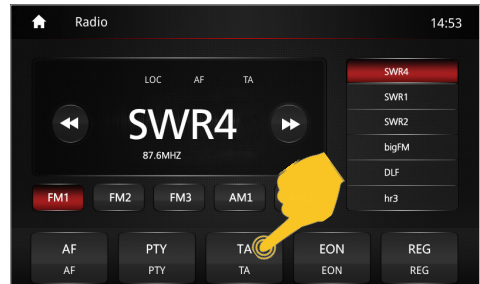 Radio 14:53
LOC AF TA
SWR4
87.6MHZ
SWR4
SWR1
SWR2
bigFM
DLF
hr3
FM1 FM2 FM3 AM1
AF PTY TA EON REG
AF PTY TA EON REG